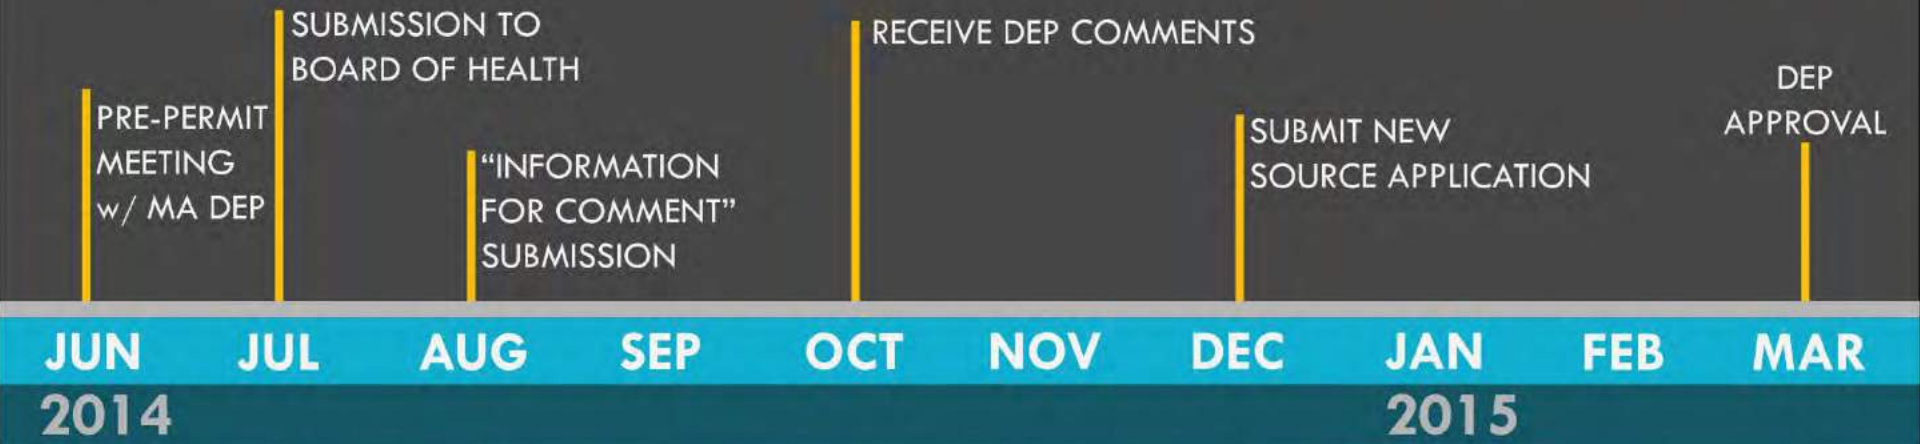 PRE-PERMIT
MEETING
w/ MA DEP
SUBMISSION TO
BOARD OF HEALTH
“INFORMATION
FOR COMMENT”
SUBMISSION
RECEIVE DEP COMMENTS
SUBMIT NEW
SOURCE APPLICATION
DEP
APPROVAL
JUN JUL AUG SEP OCT NOV DEC JAN FEB MAR
2014 2015